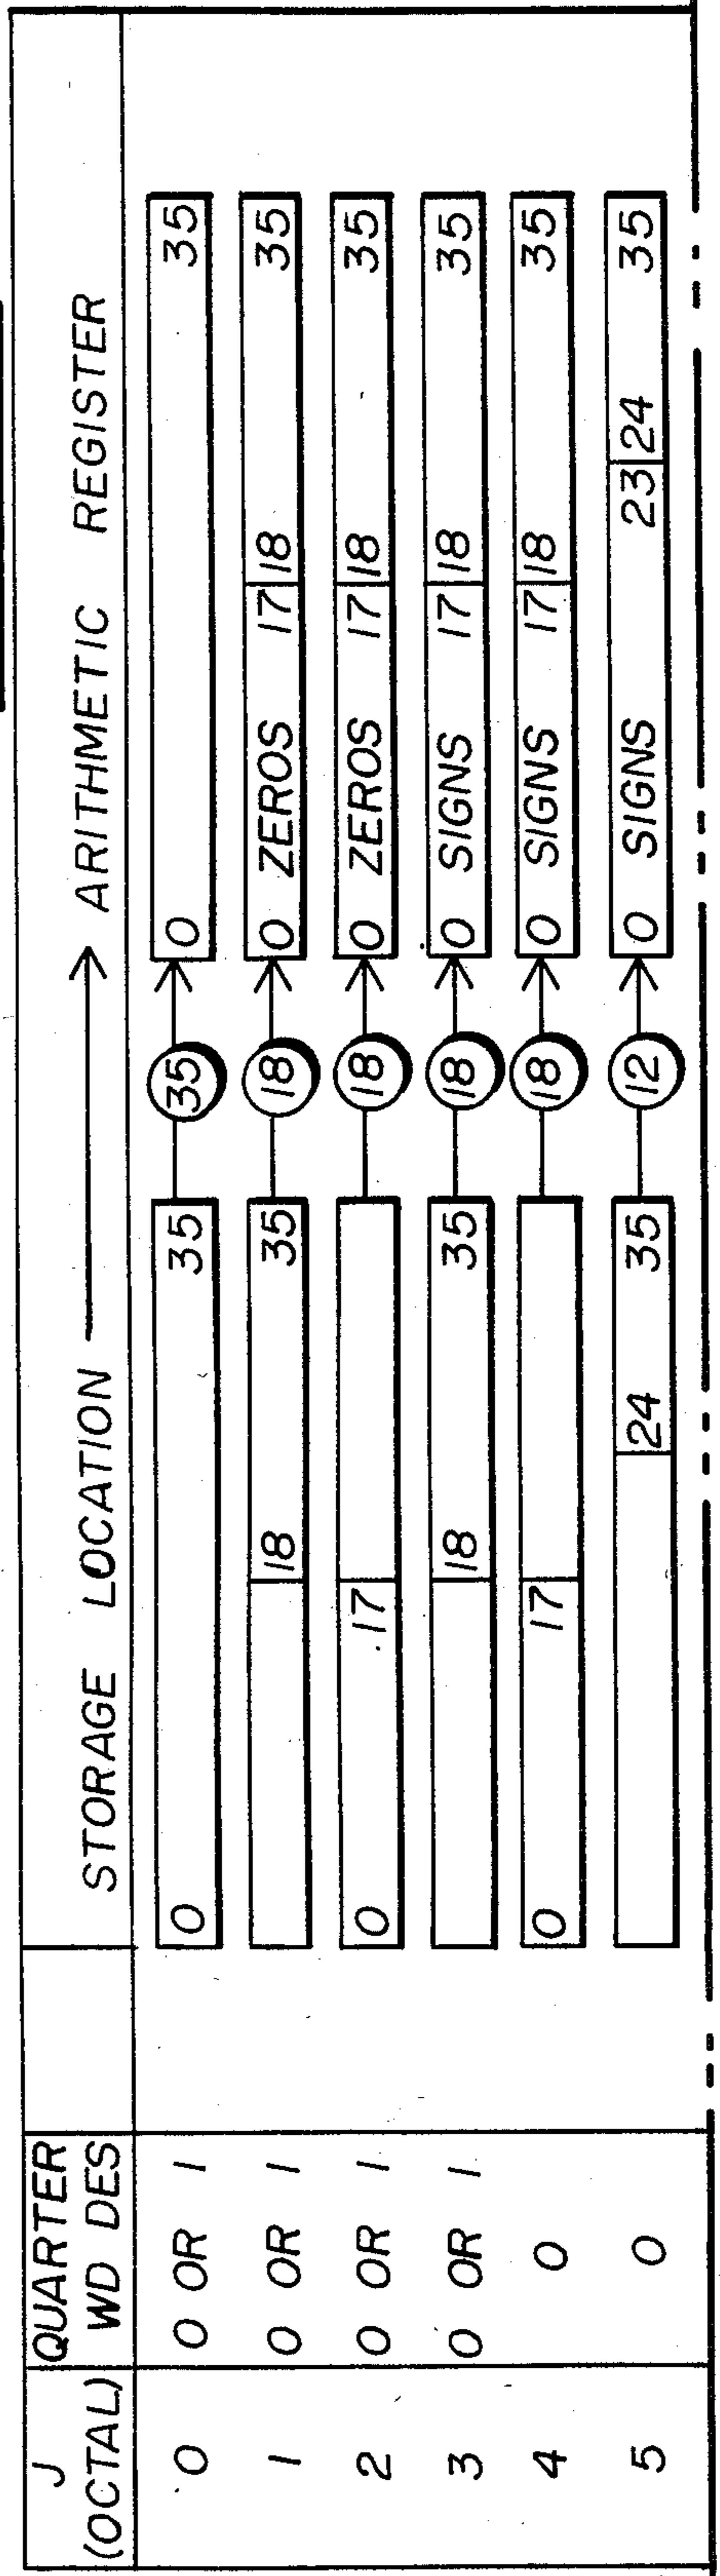 J (OCTAL) QUARTER WD DES STORAGE LOCATION → ARITHMETIC REGISTER
0 0 OR 1 0 35 35 0 35
1 0 OR 1 18 35 18 0 ZEROS 17 18 35
2 0 OR 1 0 17 18 0 ZEROS 17 18 35
3 0 OR 1 18 35 18 0 SIGNS 17 18 35
4 0 0 17 18 0 SIGNS 17 18 35
5 0 24 35 12 0 SIGNS 23 24 35